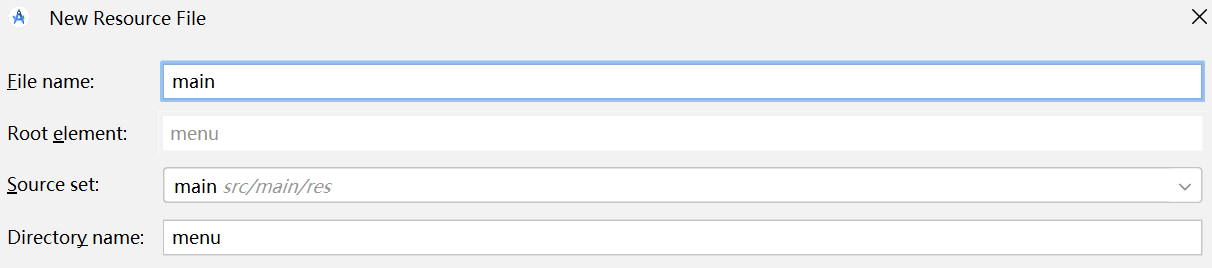 New Resource File
File name: main
Root element: menu
Source set: main src/main/res
Directory name: menu